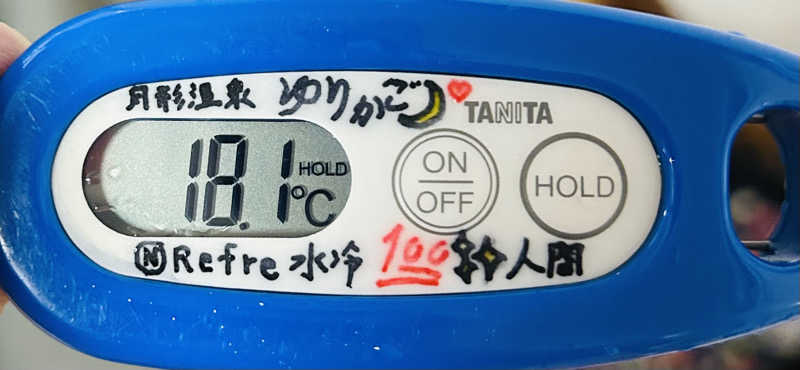 月形温泉 ゆりかご
TANITA
18.1 HOLD °C
ON
OFF
HOLD
Ⓝ Refre 水冷 100 人間